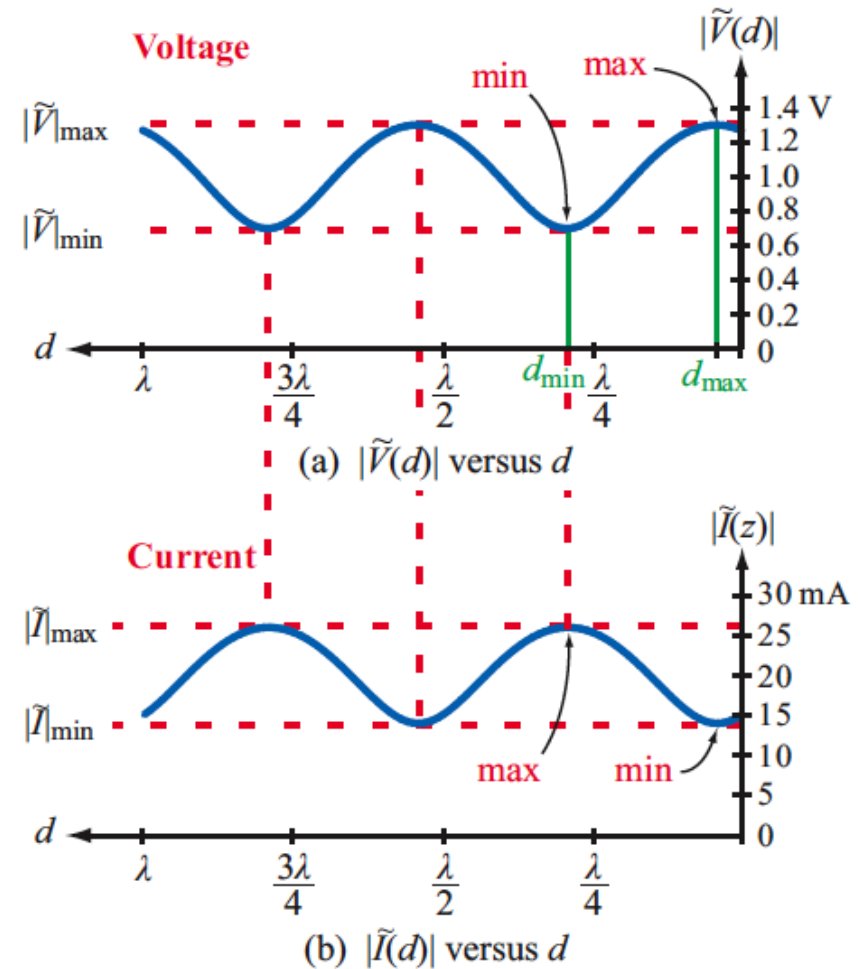 |Ṽ(d)|
Voltage
min
max
|Ṽ|max
|Ṽ|min
1.4 V
1.2
1.0
0.8
0.6
0.4
0.2
0
d
λ
3λ/4
λ/2
dmin
λ/4
dmax
(a) |Ṽ(d)| versus d
|Ĩ(z)|
Current
|Ĩ|max
|Ĩ|min
30 mA
25
20
15
10
5
0
max
min
d
λ
3λ/4
λ/2
λ/4
(b) |Ĩ(d)| versus d